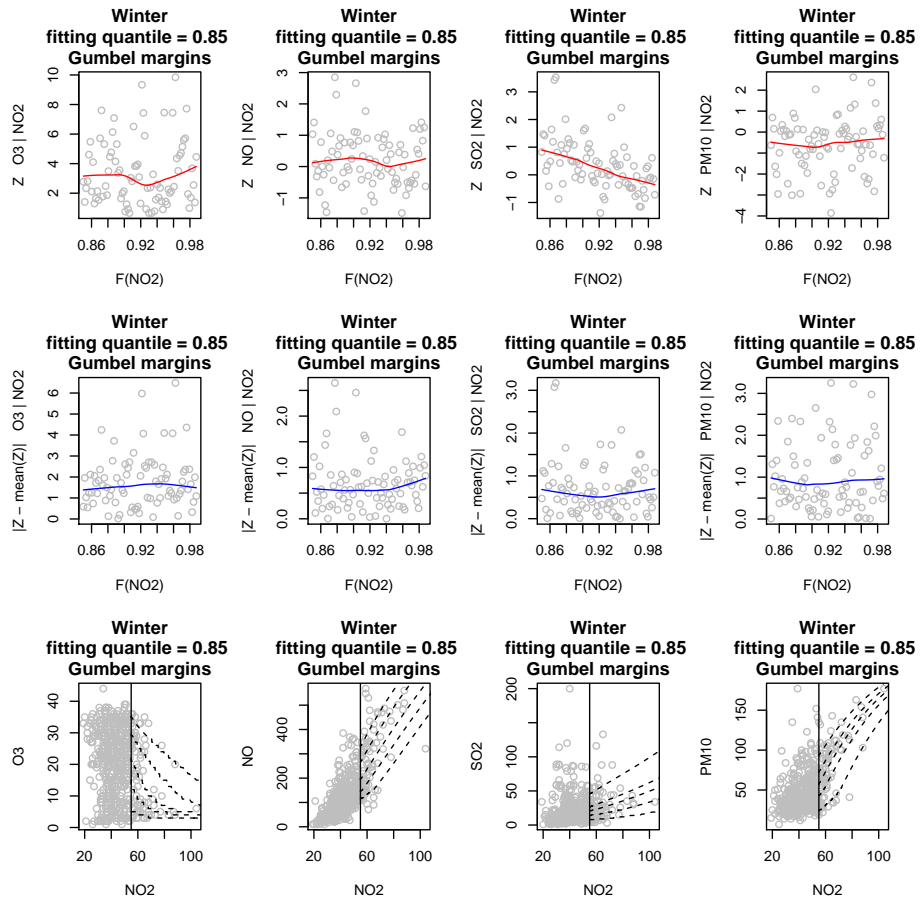 Winter
fitting quantile = 0.85
Gumbel margins
Z O3 | NO2
2 4 6 8 10
0.86 0.92 0.98
F(NO2)
Winter
fitting quantile = 0.85
Gumbel margins
Z NO | NO2
−1 0 1 2 3
0.86 0.92 0.98
F(NO2)
Winter
fitting quantile = 0.85
Gumbel margins
Z SO2 | NO2
−1 0 1 2 3
0.86 0.92 0.98
F(NO2)
Winter
fitting quantile = 0.85
Gumbel margins
Z PM10 | NO2
−4 −2 0 2
0.86 0.92 0.98
F(NO2)
Winter
fitting quantile = 0.85
Gumbel margins
|Z − mean(Z)| O3 | NO2
0 1 2 3 4 5 6
0.86 0.92 0.98
F(NO2)
Winter
fitting quantile = 0.85
Gumbel margins
|Z − mean(Z)| NO | NO2
0.0 1.0 2.0
0.86 0.92 0.98
F(NO2)
Winter
fitting quantile = 0.85
Gumbel margins
|Z − mean(Z)| SO2 | NO2
0.0 1.0 2.0 3.0
0.86 0.92 0.98
F(NO2)
Winter
fitting quantile = 0.85
Gumbel margins
|Z − mean(Z)| PM10 | NO2
0.0 1.0 2.0 3.0
0.86 0.92 0.98
F(NO2)
Winter
fitting quantile = 0.85
Gumbel margins
O3
0 10 20 30 40
20 60 100
NO2
Winter
fitting quantile = 0.85
Gumbel margins
NO
0 200 400
20 60 100
NO2
Winter
fitting quantile = 0.85
Gumbel margins
SO2
0 50 100 200
20 60 100
NO2
Winter
fitting quantile = 0.85
Gumbel margins
PM10
50 100 150
20 60 100
NO2